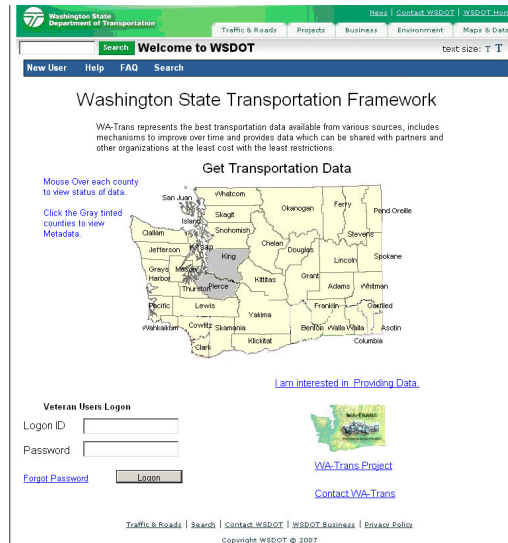 Washington State
Department of Transportation
News | Contact WSDOT | WSDOT Hom
Traffic & Roads Projects Business Environment Maps & Data
Search Welcome to WSDOT text size: T T
New User Help FAQ Search
Washington State Transportation Framework
WA-Trans represents the best transportation data available from various sources, includes
mechanisms to improve over time and provides data which can be shared with partners and
other organizations at the least cost with the least restrictions.
Get Transportation Data
Mouse Over each county
to view status of data.
Click the Gray tinted
counties to view
Metadata.
San Juan
Whatcom
Skagit
Island
Snohomish
Okanogan
Ferry
Pend Oreille
Stevens
Clallam
Jefferson
Kitsap
King
Chelan
Douglas
Lincoln
Spokane
Grays
Harbor
Mason
Thurston
Pierce
Kittitas
Grant
Adams
Whitman
Pacific
Lewis
Yakima
Franklin
Garfield
Wahkiakum
Cowlitz
Skamania
Benton
Walla Walla
Asotin
Columbia
Clark
Klickitat
I am interested in Providing Data.
Veteran Users Logon
Logon ID
Password
Forgot Password Logon
WA-TRANS
WA-Trans Project
Contact WA-Trans
Traffic & Roads | Search | Contact WSDOT | WSDOT Business | Privacy Policy
Copyright WSDOT © 2007